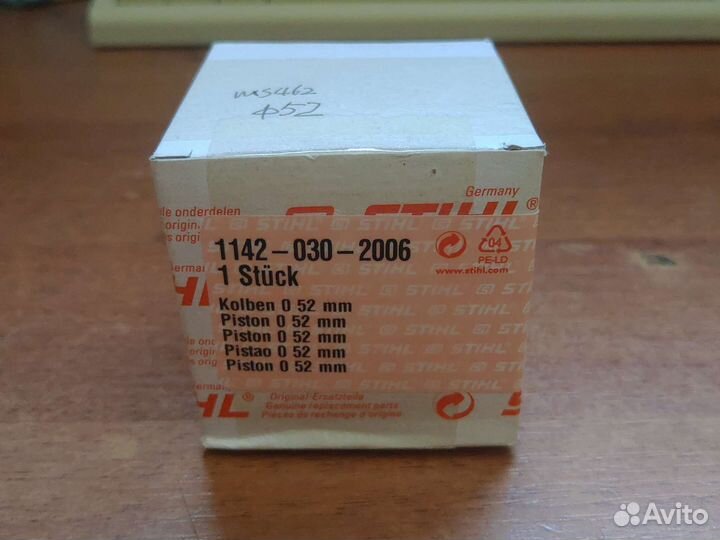 MS462
Ф52
Germany
STIHL®
le onderdelen
origin
s origi
1142-030-2006
1 Stück
04
PE-LD
www.stihl.com
Kolben 0 52 mm
Piston 0 52 mm
Piston 0 52 mm
Pistao 0 52 mm
Piston 0 52 mm
STIHL
Original-Ersatzteile
Genuine replacement parts
Pièces de rechange d'origine
Avito